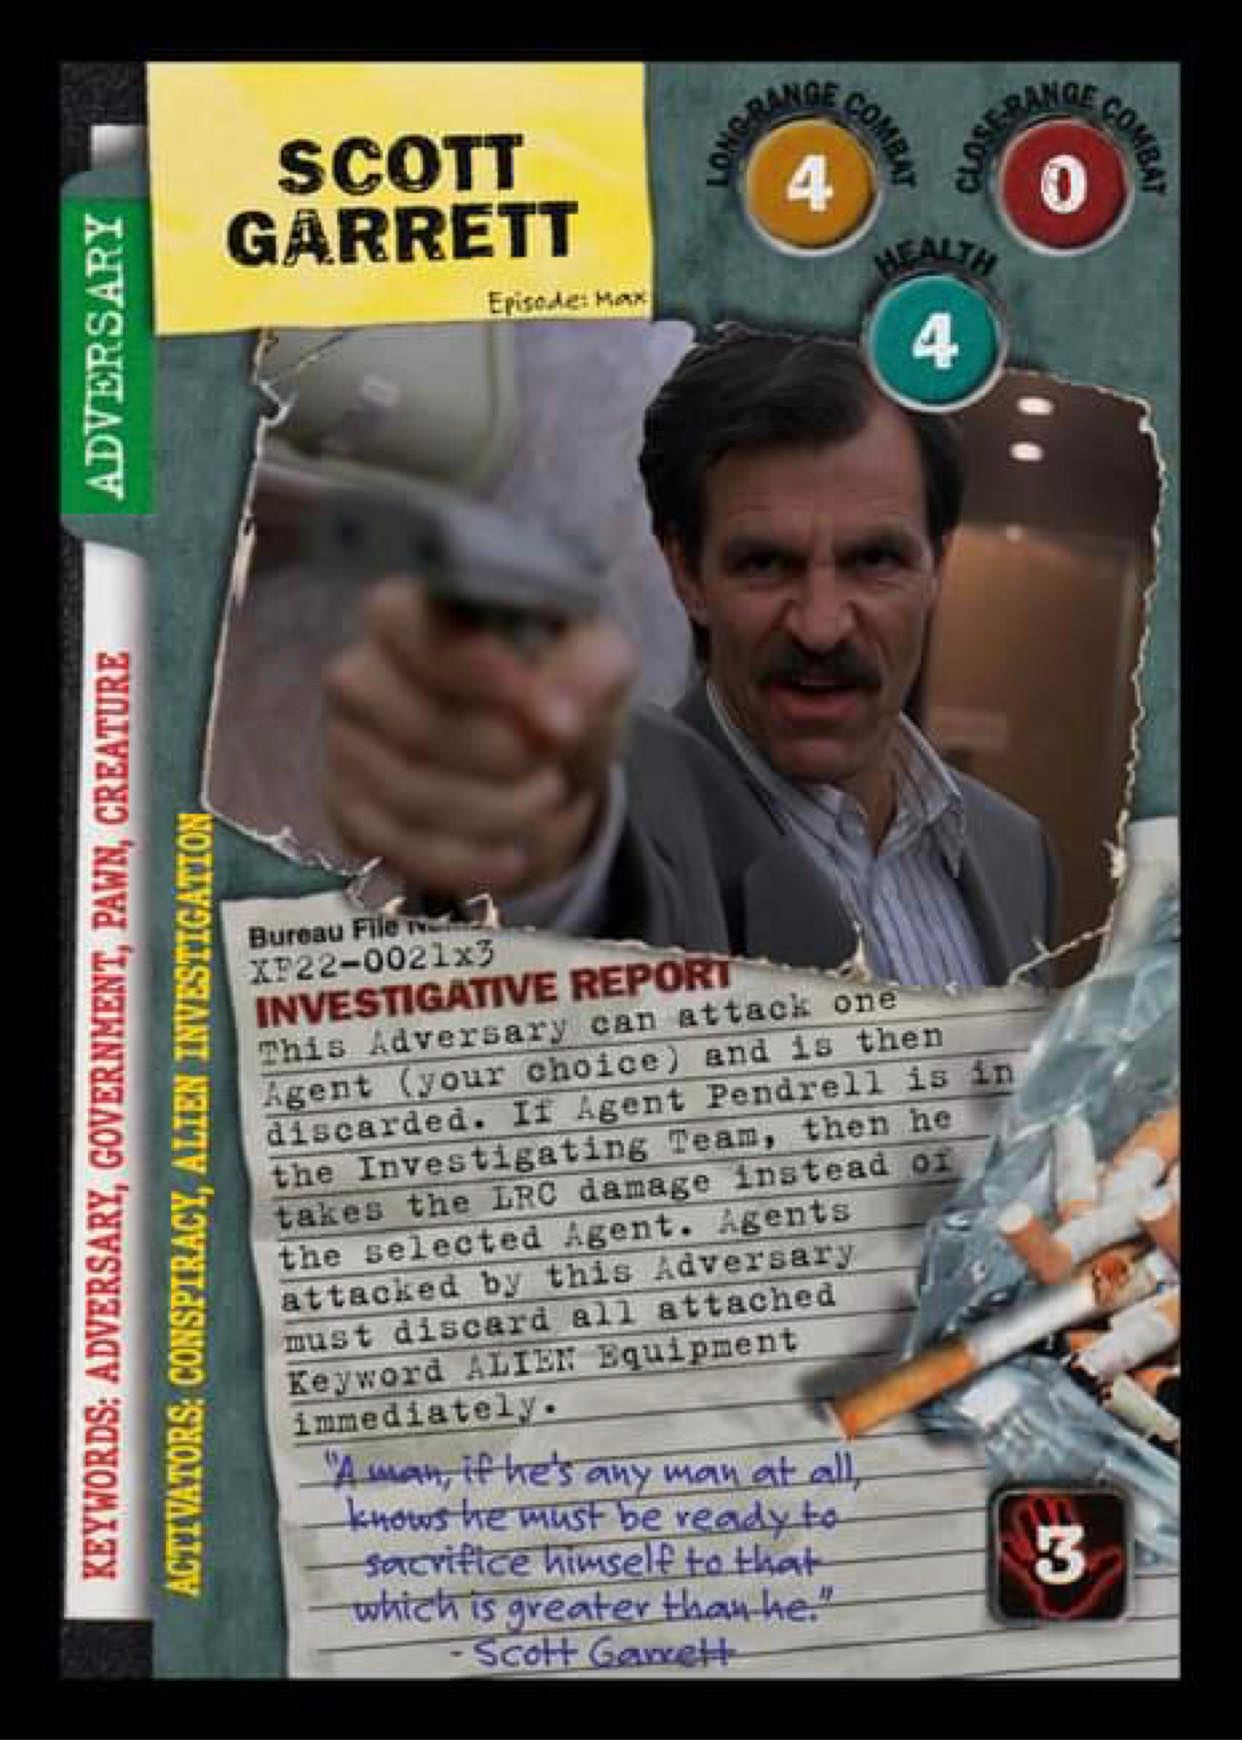 SCOTT
GARRETT
Episode: Max
LONG-RANGE COMBAT
4
CLOSE-RANGE COMBAT
0
HEALTH
4
ADVERSARY
KEYWORDS: ADVERSARY, GOVERNMENT, PAWN, CREATURE
ACTIVATORS: CONSPIRACY, ALIEN INVESTIGATION
Bureau File
XF22-0021x3
INVESTIGATIVE REPORT
This Adversary can attack one
Agent (your choice) and is then
discarded. If Agent Pendrell is in
the Investigating Team, then he
takes the LRC damage instead of
the selected Agent. Agents
attacked by this Adversary
must discard all attached
Keyword ALIEN Equipment
immediately.
"A man, if he's any man at all,
knows he must be ready to
sacrifice himself to that
which is greater than he."
- Scott Garrett
3